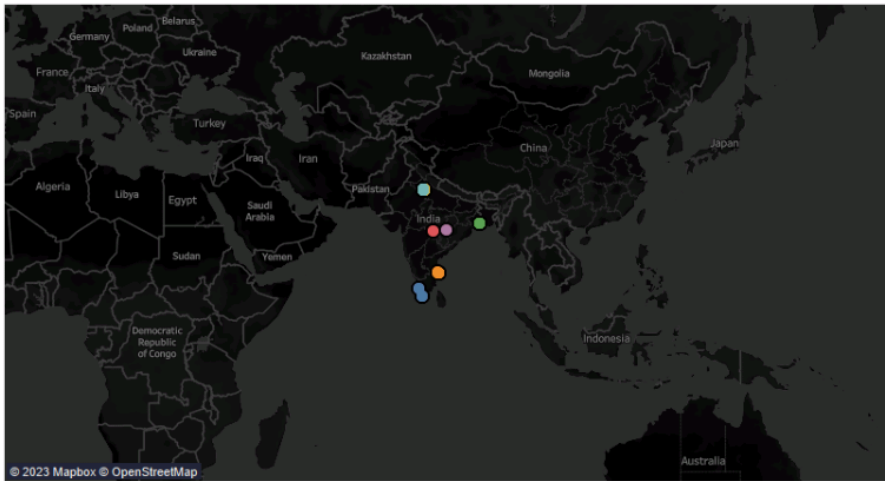 Belarus
Poland
Germany
Ukraine
Kazakhstan
France
Mongolia
Italy
Spain
Turkey
China
Japan
Iraq
Iran
Algeria
Libya
Egypt
Pakistan
Saudi
Arabia
India
Sudan
Yemen
Democratic
Republic
of Congo
Indonesia
Australia
© 2023 Mapbox © OpenStreetMap